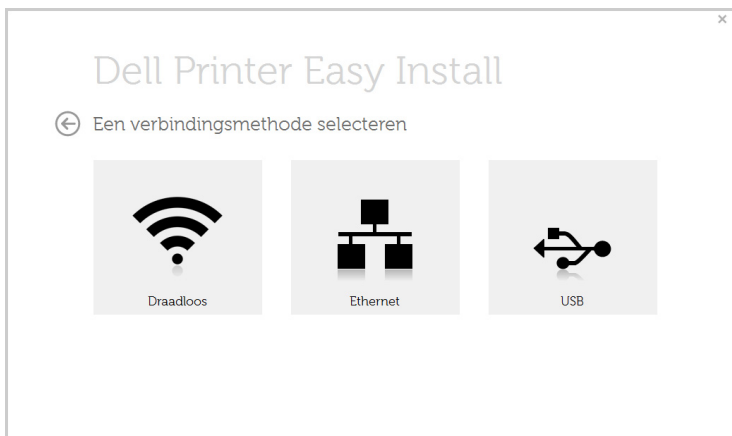 Dell Printer Easy Install
Een verbindingsmethode selecteren
Draadloos
Ethernet
USB